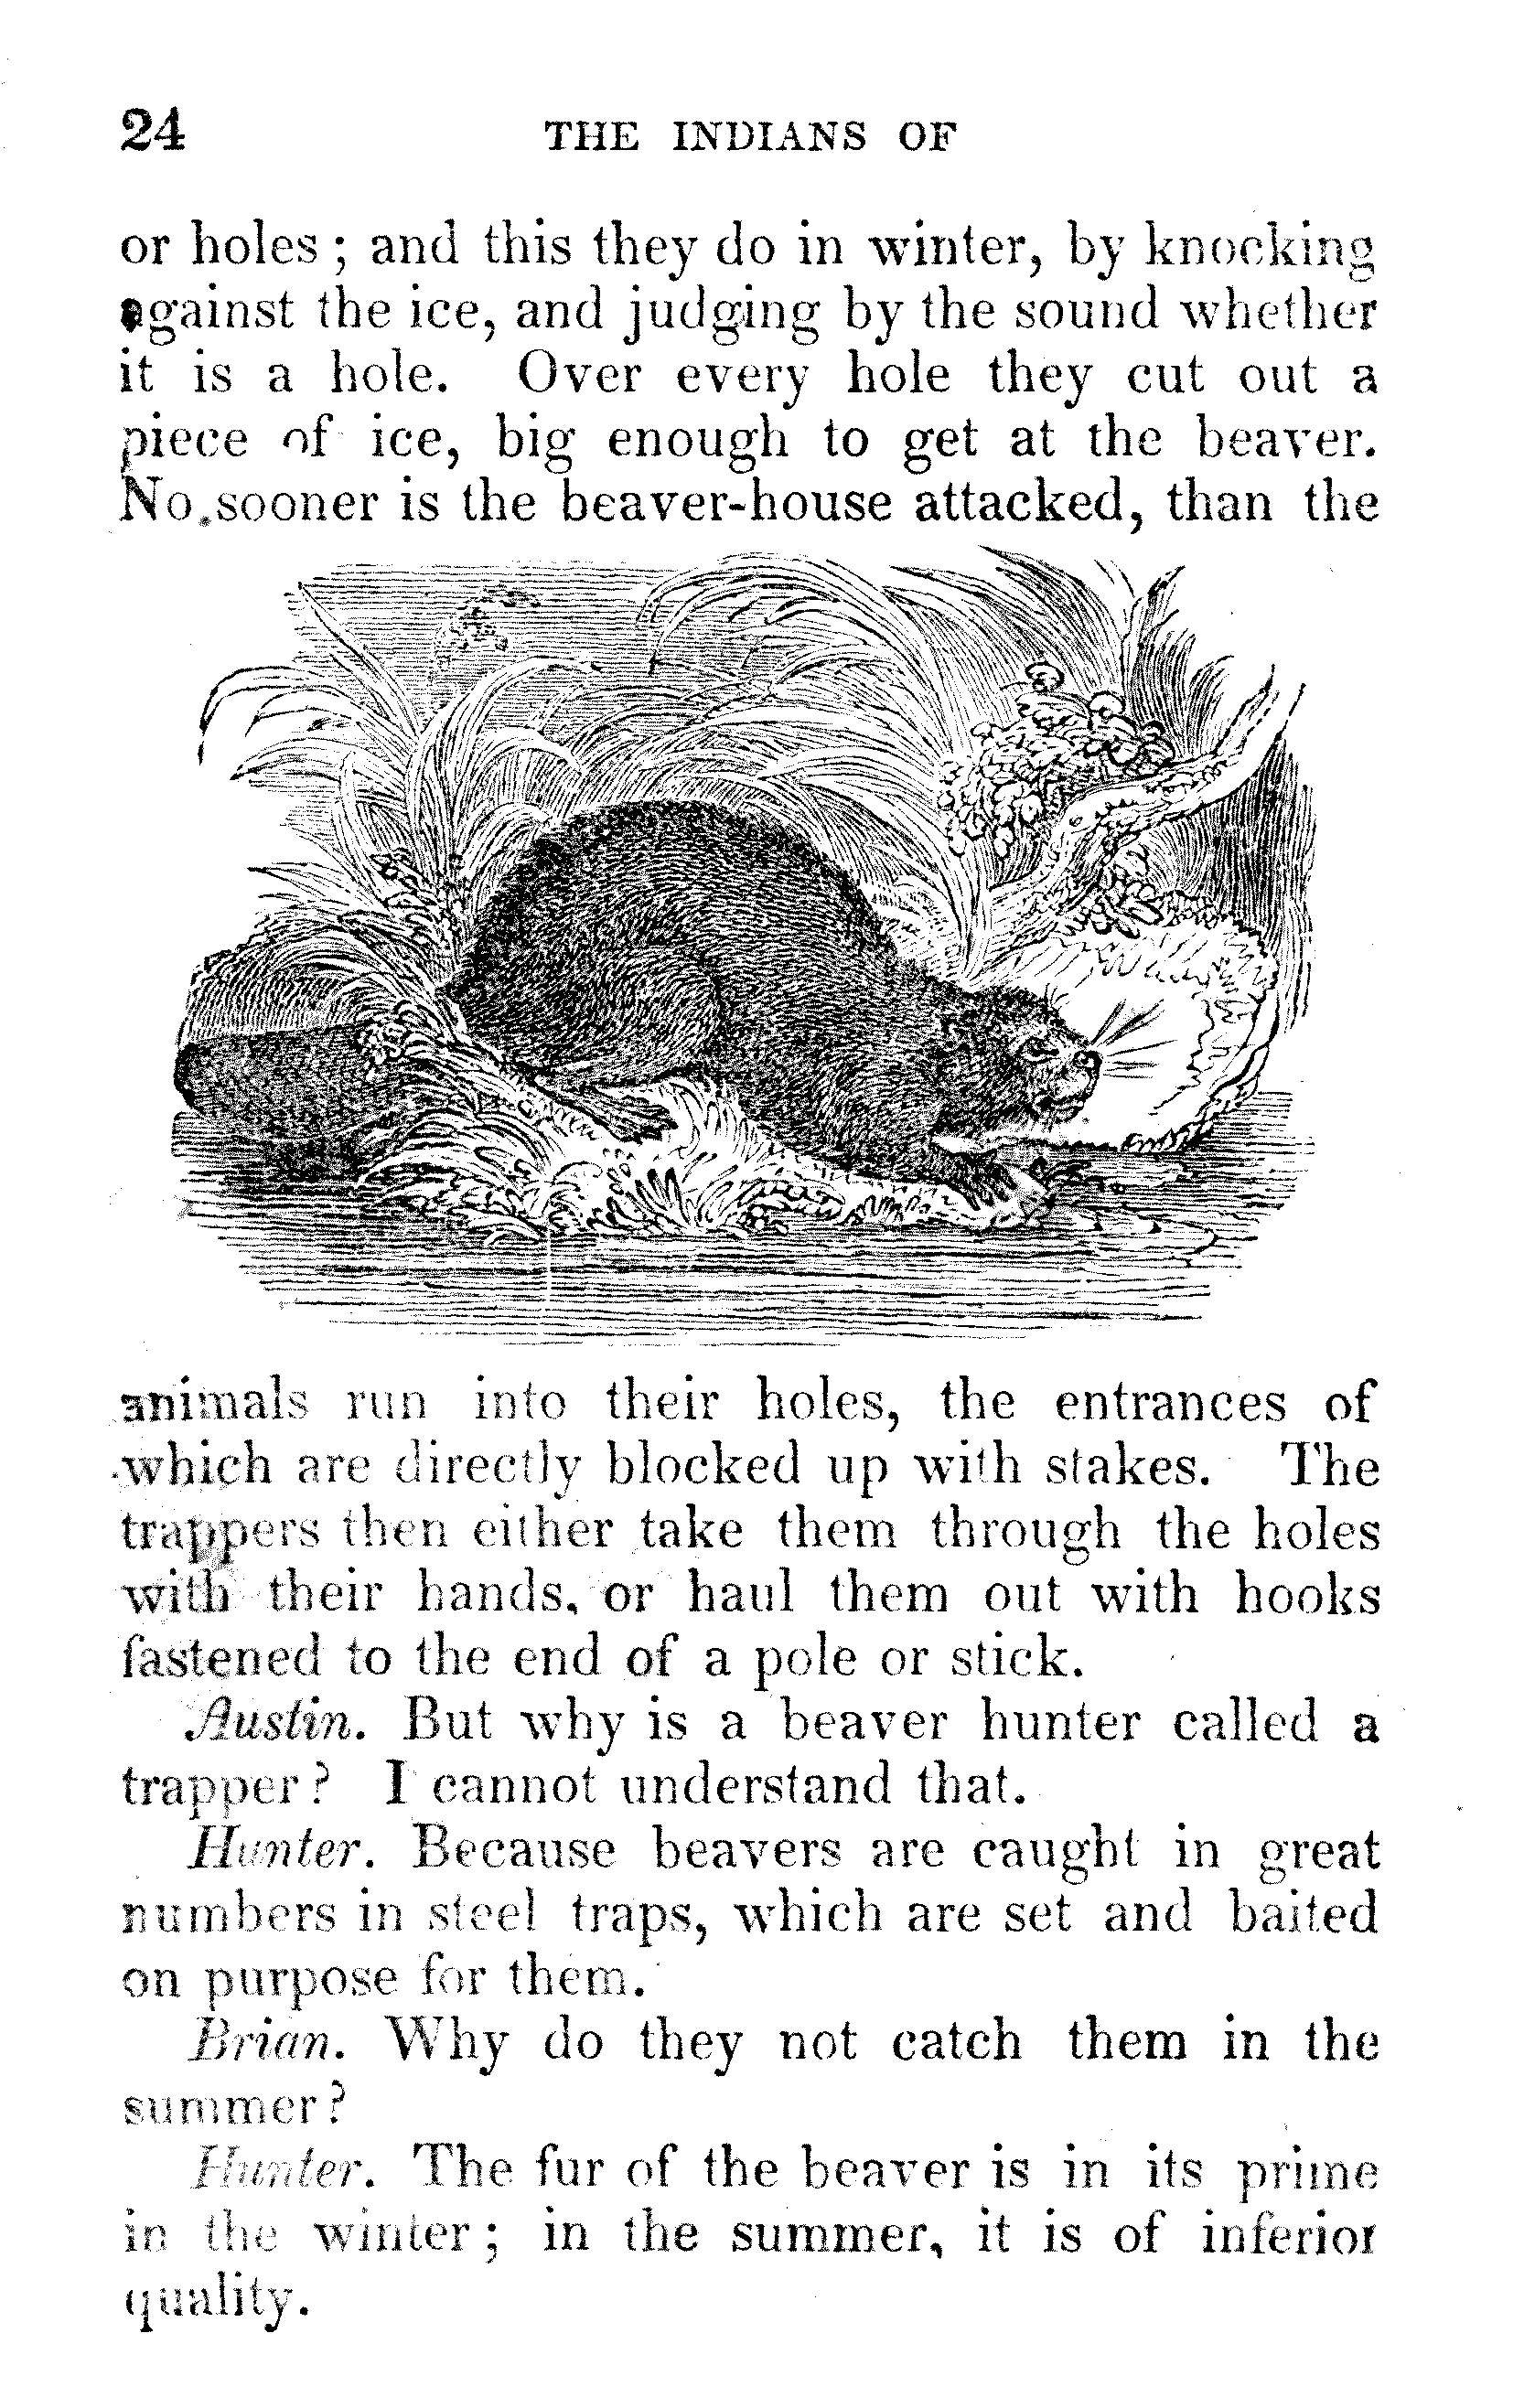 24 THE INDIANS OF
or holes ; and this they do in winter, by knocking
against the ice, and judging by the sound whether
it is a hole. Over every hole they cut out a
piece of ice, big enough to get at the beaver.
No sooner is the beaver-house attacked, than the
animals run into their holes, the entrances of
which are directly blocked up with stakes. The
trappers then either take them through the holes
with their hands, or haul them out with hooks
fastened to the end of a pole or stick.
Austin. But why is a beaver hunter called a
trapper ? I cannot understand that.
Hunter. Because beavers are caught in great
numbers in steel traps, which are set and baited
on purpose for them.
Brian. Why do they not catch them in the
summer ?
Hunter. The fur of the beaver is in its prime
in the winter ; in the summer, it is of inferior
quality.